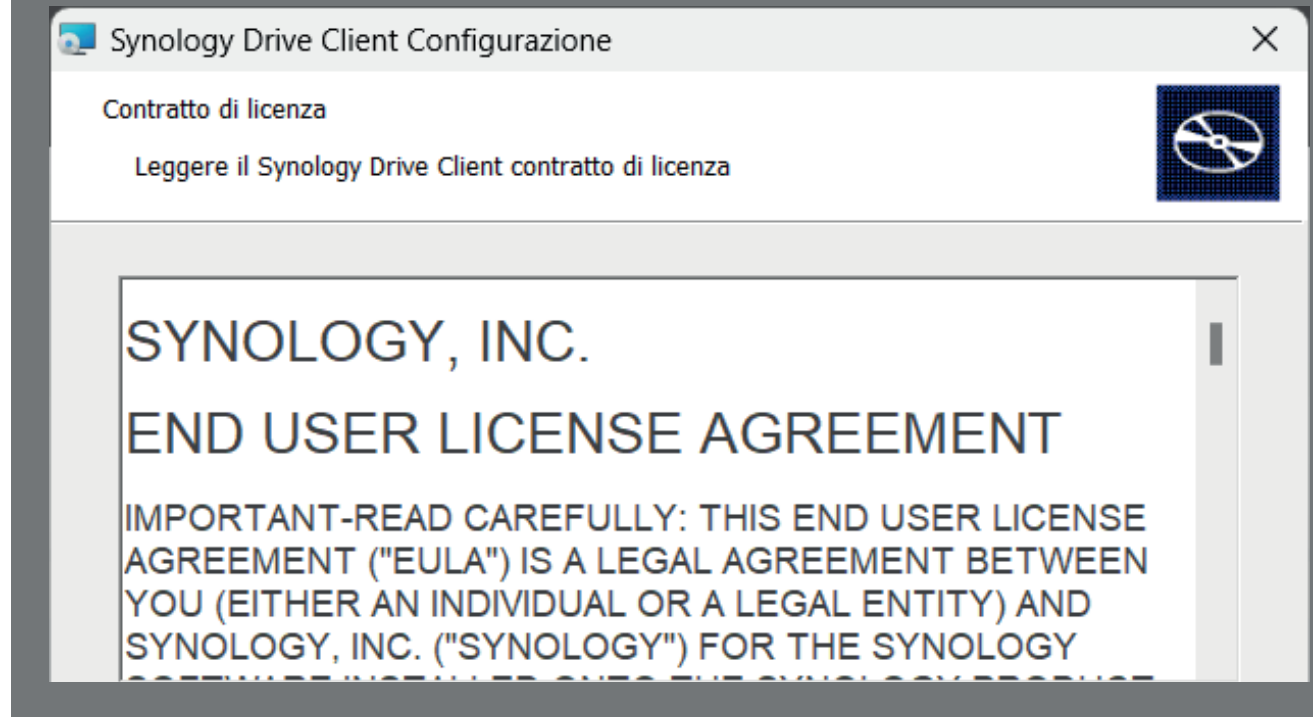 Synology Drive Client Configurazione
Contratto di licenza
Leggere il Synology Drive Client contratto di licenza
SYNOLOGY, INC.
END USER LICENSE AGREEMENT
IMPORTANT-READ CAREFULLY: THIS END USER LICENSE
AGREEMENT ("EULA") IS A LEGAL AGREEMENT BETWEEN
YOU (EITHER AN INDIVIDUAL OR A LEGAL ENTITY) AND
SYNOLOGY, INC. ("SYNOLOGY") FOR THE SYNOLOGY